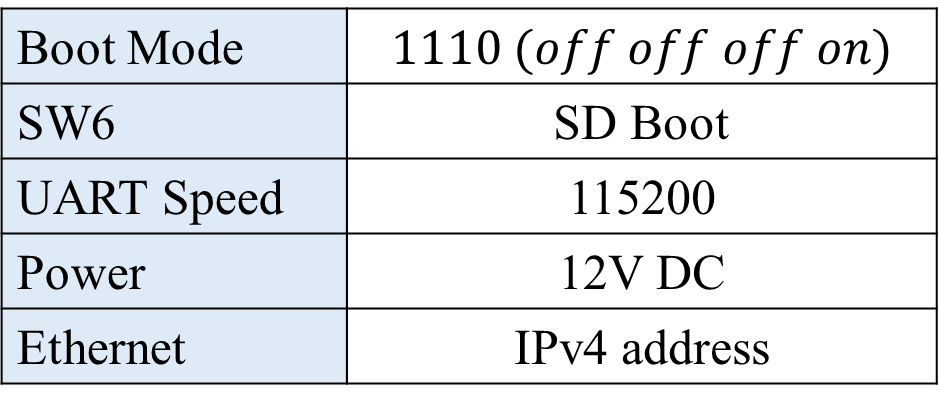 Boot Mode 1110 (off off off on)
SW6 SD Boot
UART Speed 115200
Power 12V DC
Ethernet IPv4 address